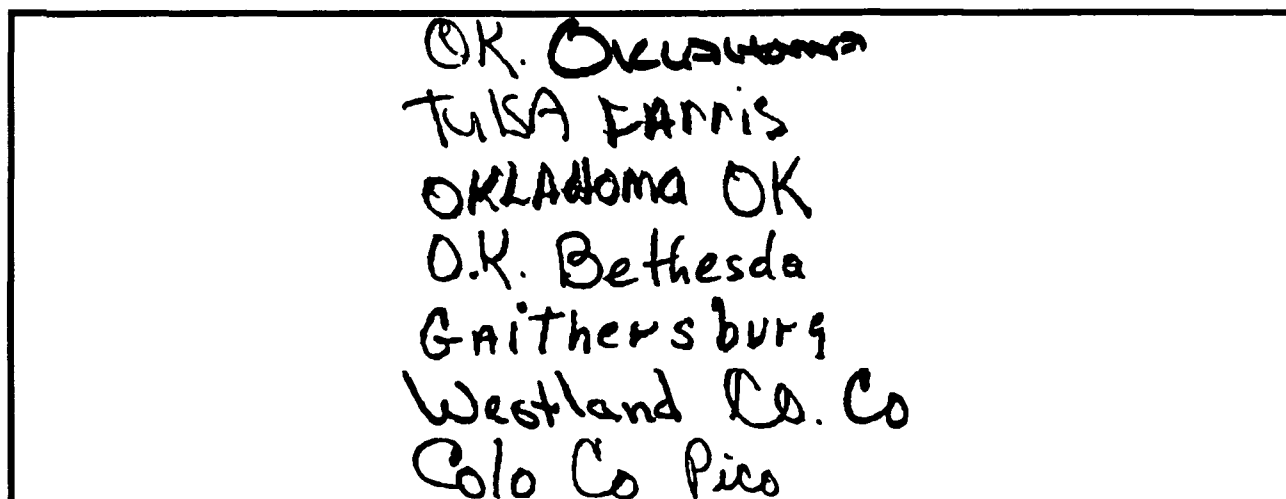 OK. OKLAHOMA
TulsA FArris
OKLAHoma OK
O.K. Bethesda
GAiThersburg
Westland Co. Co
Colo Co Pico